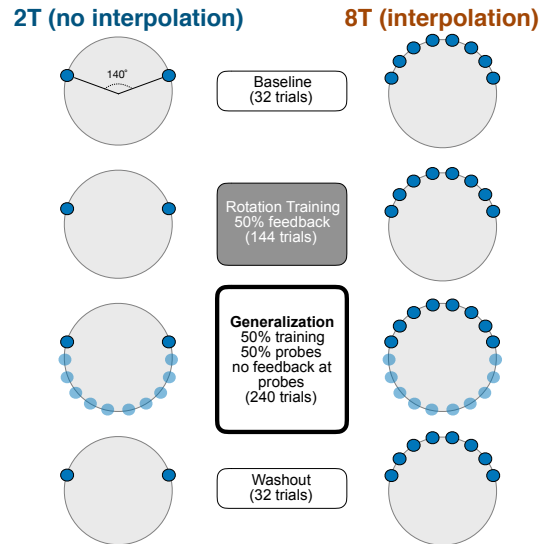 2T (no interpolation)
8T (interpolation)
140°
Baseline
(32 trials)
Rotation Training
50% feedback
(144 trials)
Generalization
50% training
50% probes
no feedback at
probes
(240 trials)
Washout
(32 trials)